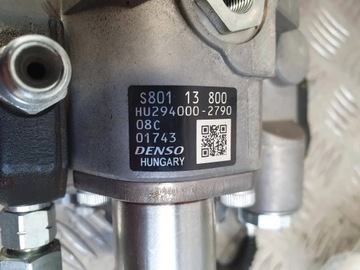 S801 13 800
HU294000-2790
08C
01743
DENSO
HUNGARY